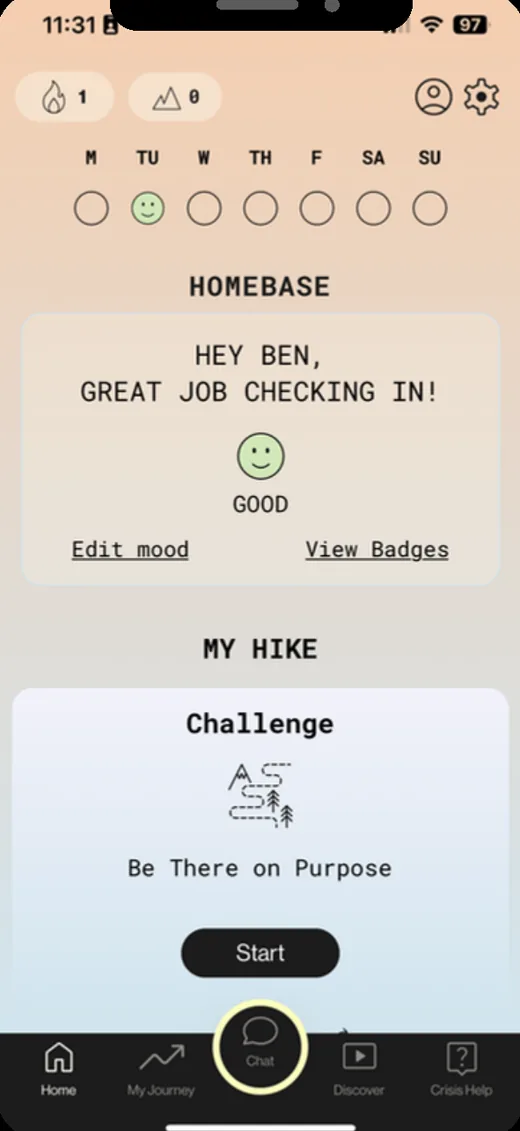 11:31
97
1
0
M TU W TH F SA SU
HOMEBASE
HEY BEN,
GREAT JOB CHECKING IN!
GOOD
Edit mood
View Badges
MY HIKE
Challenge
Be There on Purpose
Start
Home
My Journey
Chat
Discover
Crisis Help